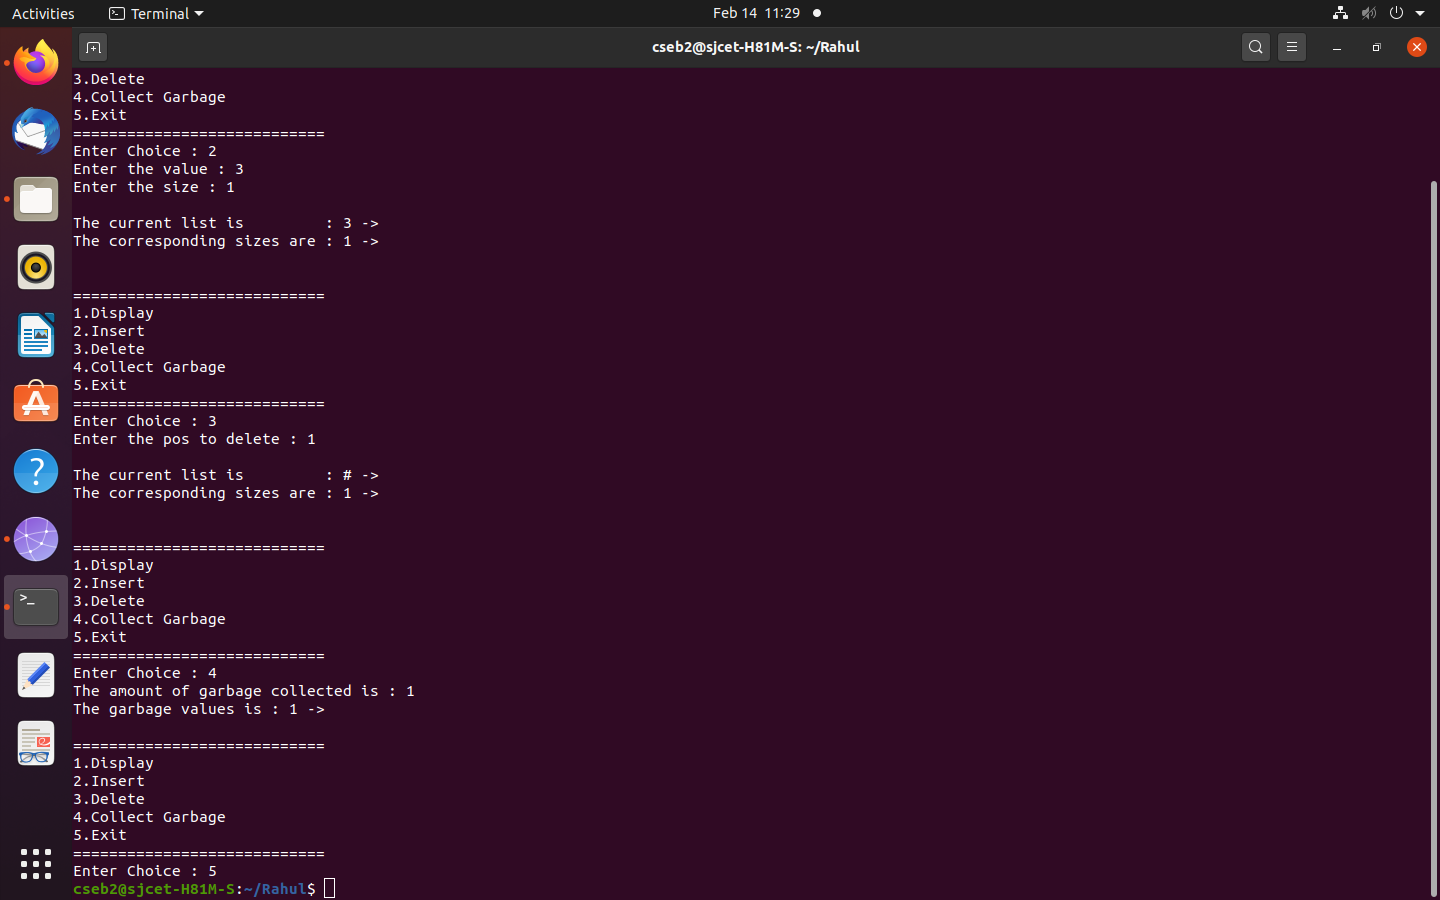 Activities Terminal Feb 14 11:29
cseb2@sjcet-H81M-S: ~/Rahul
3.Delete
4.Collect Garbage
5.Exit
============================
Enter Choice : 2
Enter the value : 3
Enter the size : 1
The current list is         : 3 ->
The corresponding sizes are : 1 ->
============================
1.Display
2.Insert
3.Delete
4.Collect Garbage
5.Exit
============================
Enter Choice : 3
Enter the pos to delete : 1
The current list is         : # ->
The corresponding sizes are : 1 ->
============================
1.Display
2.Insert
3.Delete
4.Collect Garbage
5.Exit
============================
Enter Choice : 4
The amount of garbage collected is : 1
The garbage values is : 1 ->
============================
1.Display
2.Insert
3.Delete
4.Collect Garbage
5.Exit
============================
Enter Choice : 5
cseb2@sjcet-H81M-S:~/Rahul$